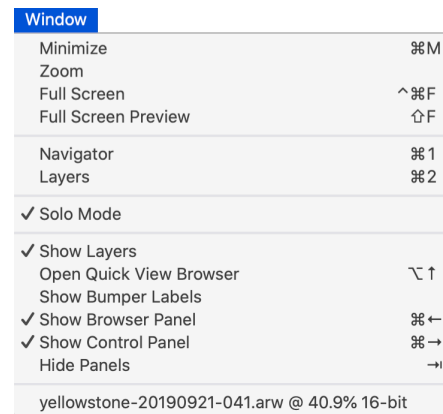 Window
Minimize ⌘M
Zoom
Full Screen ^⌘F
Full Screen Preview ⇧F
Navigator ⌘1
Layers ⌘2
✓ Solo Mode
✓ Show Layers
Open Quick View Browser ⌥↑
Show Bumper Labels
✓ Show Browser Panel ⌘←
✓ Show Control Panel ⌘→
Hide Panels ⇥
yellowstone-20190921-041.arw @ 40.9% 16-bit